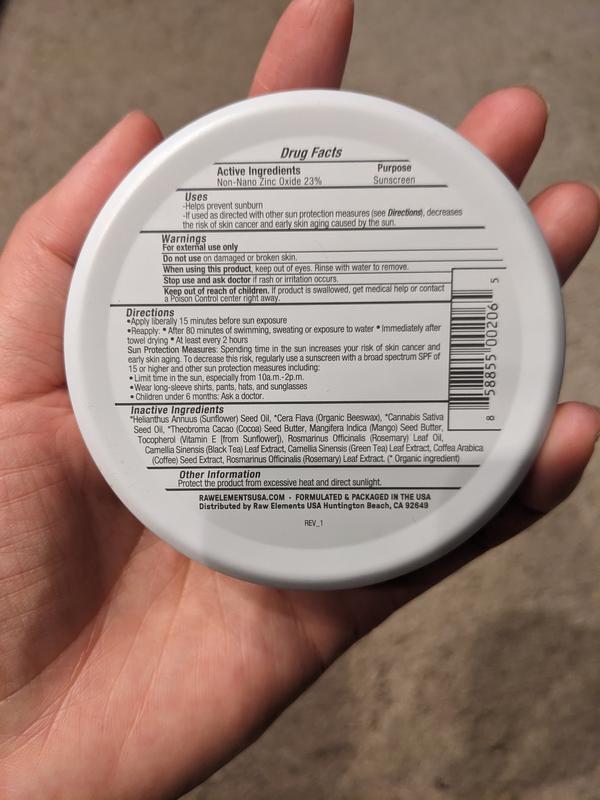 Drug Facts
Active Ingredients Purpose
Non-Nano Zinc Oxide 23% Sunscreen
Uses
-Helps prevent sunburn
-If used as directed with other sun protection measures (see Directions), decreases
the risk of skin cancer and early skin aging caused by the sun.
Warnings
For external use only
Do not use on damaged or broken skin.
When using this product, keep out of eyes. Rinse with water to remove.
Stop use and ask doctor if rash or irritation occurs.
Keep out of reach of children. If product is swallowed, get medical help or contact
a Poison Control center right away.
Directions
•Apply liberally 15 minutes before sun exposure
•Reapply: • After 80 minutes of swimming, sweating or exposure to water • Immediately after
towel drying • At least every 2 hours
Sun Protection Measures: Spending time in the sun increases your risk of skin cancer and
early skin aging. To decrease this risk, regularly use a sunscreen with a broad spectrum SPF of
15 or higher and other measures including:
• Limit time in the sun, especially from 10a.m.-2p.m.
• Wear long-sleeve shirts, pants, hats, and sunglasses
• Children under 6 months: Ask a doctor.
Inactive Ingredients
*Helianthus Annuus (Sunflower) Seed Oil, *Cera Flava (Organic Beeswax), *Cannabis Sativa
Seed Oil, *Theobroma Cacao (Cocoa) Seed Butter, Mangifera Indica (Mango) Seed Butter,
Tocopherol (Vitamin E [from Sunflower]), Rosmarinus Officinalis (Rosemary) Leaf Oil,
Camellia Sinensis (Black Tea) Leaf Extract, Camellia Sinensis (Green Tea) Leaf Extract, Coffea Arabica
(Coffee) Seed Extract, Rosmarinus Officinalis (Rosemary) Leaf Extract. (* Organic ingredient)
Other Information
Protect the product from excessive heat and direct sunlight.
RAWELEMENTSUSA.COM • FORMULATED & PACKAGED IN THE USA
Distributed by Raw Elements USA Huntington Beach, CA 92649
REV_1
8 58855 00206 5